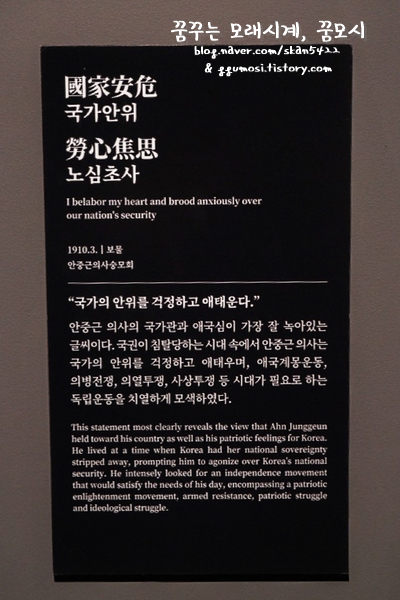 꿈꾸는 모래시계, 꿈모시
blog.naver.com/skan5422
& ggumosi.tistory.com
國家安危
국가안위
勞心焦思
노심초사
I belabor my heart and brood anxiously over
our nation's security
1910.3. | 보물
안중근의사숭모회
“국가의 안위를 걱정하고 애태운다.”
안중근 의사의 국가관과 애국심이 가장 잘 녹아있는
글씨이다. 국권이 침탈당하는 시대 속에서 안중근 의사는
국가의 안위를 걱정하고 애태우며, 애국계몽운동,
의병전쟁, 의열투쟁, 사상투쟁 등 시대가 필요로 하는
독립운동을 치열하게 모색하였다.
This statement most clearly reveals the view that Ahn Junggeun
held toward his country as well as his patriotic feelings for Korea.
He lived at a time when Korea had her national sovereignty
stripped away, prompting him to agonize over Korea's national
security. He intensely looked for an independence movement
that would satisfy the needs of his day, encompassing a patriotic
enlightenment movement, armed resistance, patriotic struggle
and ideological struggle.